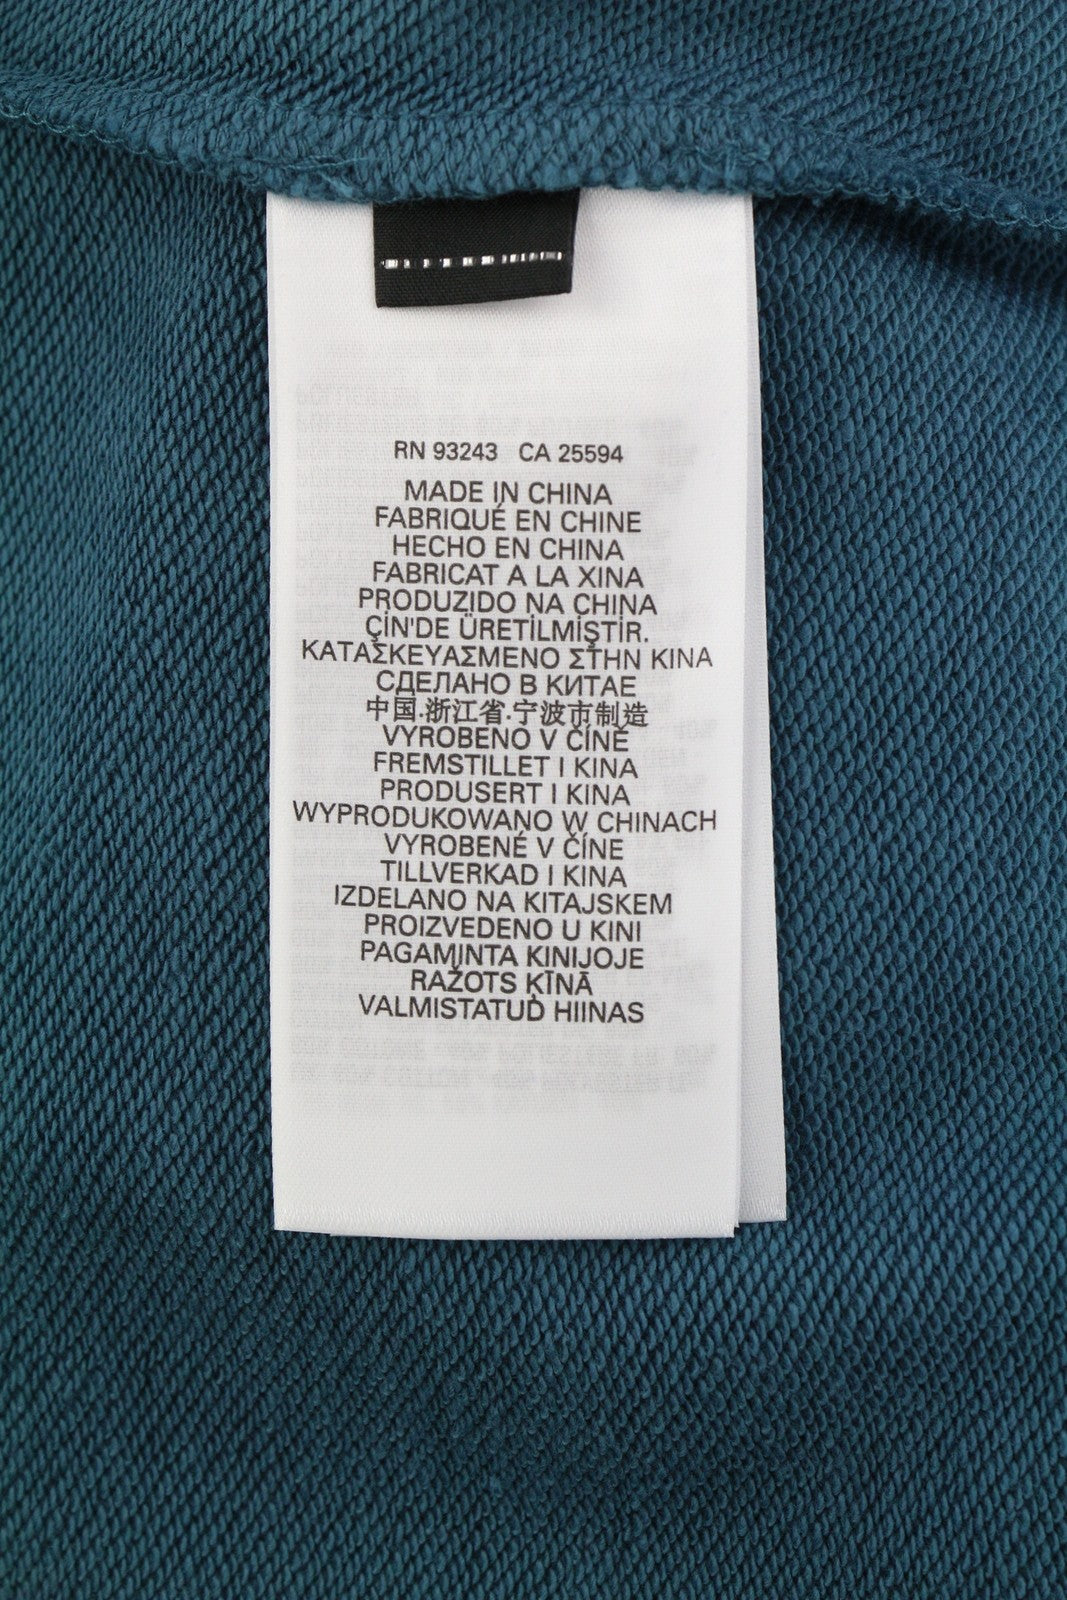 RN 93243 CA 25594
MADE IN CHINA
FABRIQUÉ EN CHINE
HECHO EN CHINA
FABRICAT A LA XINA
PRODUZIDO NA CHINA
ÇİN'DE ÜRETİLMİŞTİR.
ΚΑΤΑΣΚΕΥΑΣΜΕΝΟ ΣΤΗΝ ΚΙΝΑ
СДЕЛАНО В КИТАЕ
中国.浙江省.宁波市制造
VYROBENO V ČÍNĚ
FREMSTILLET I KINA
PRODUSERT I KINA
WYPRODUKOWANO W CHINACH
VYROBENÉ V ČÍNE
TILLVERKAD I KINA
IZDELANO NA KITAJSKEM
PROIZVEDENO U KINI
PAGAMINTA KINIJOJE
RAŽOTS ĶĪNĀ
VALMISTATUD HIINAS